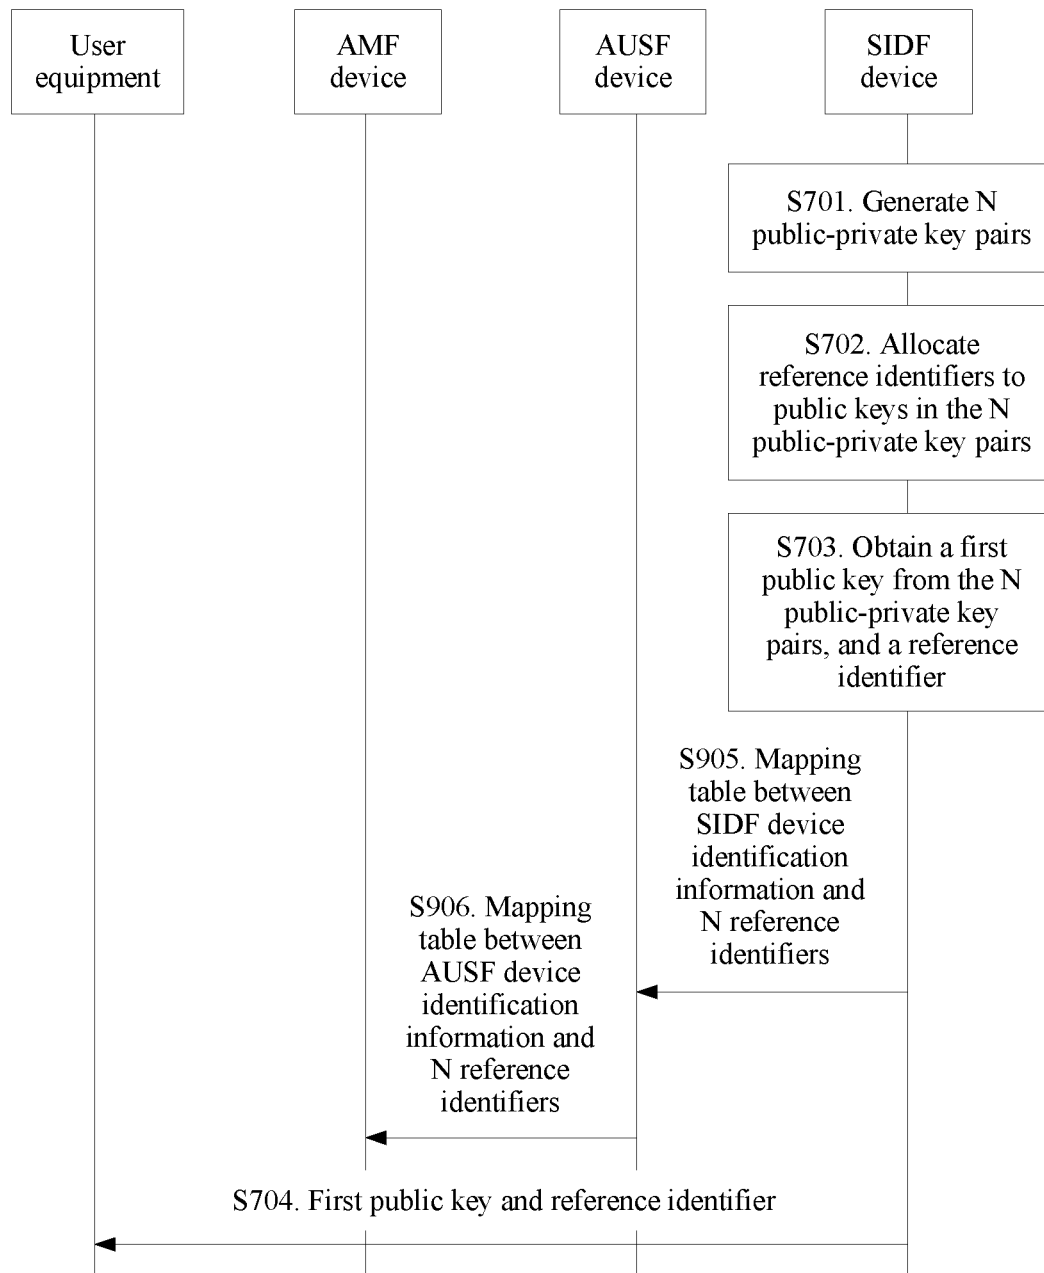 User
equipment
AMF
device
AUSF
device
SIDF
device
S701. Generate N
public-private key pairs
S702. Allocate
reference identifiers to
public keys in the N
public-private key pairs
S703. Obtain a first
public key from the N
public-private key
pairs, and a reference
identifier
S905. Mapping
table between
SIDF device
identification
information and
N reference
identifiers
S906. Mapping
table between
AUSF device
identification
information and
N reference
identifiers
S704. First public key and reference identifier